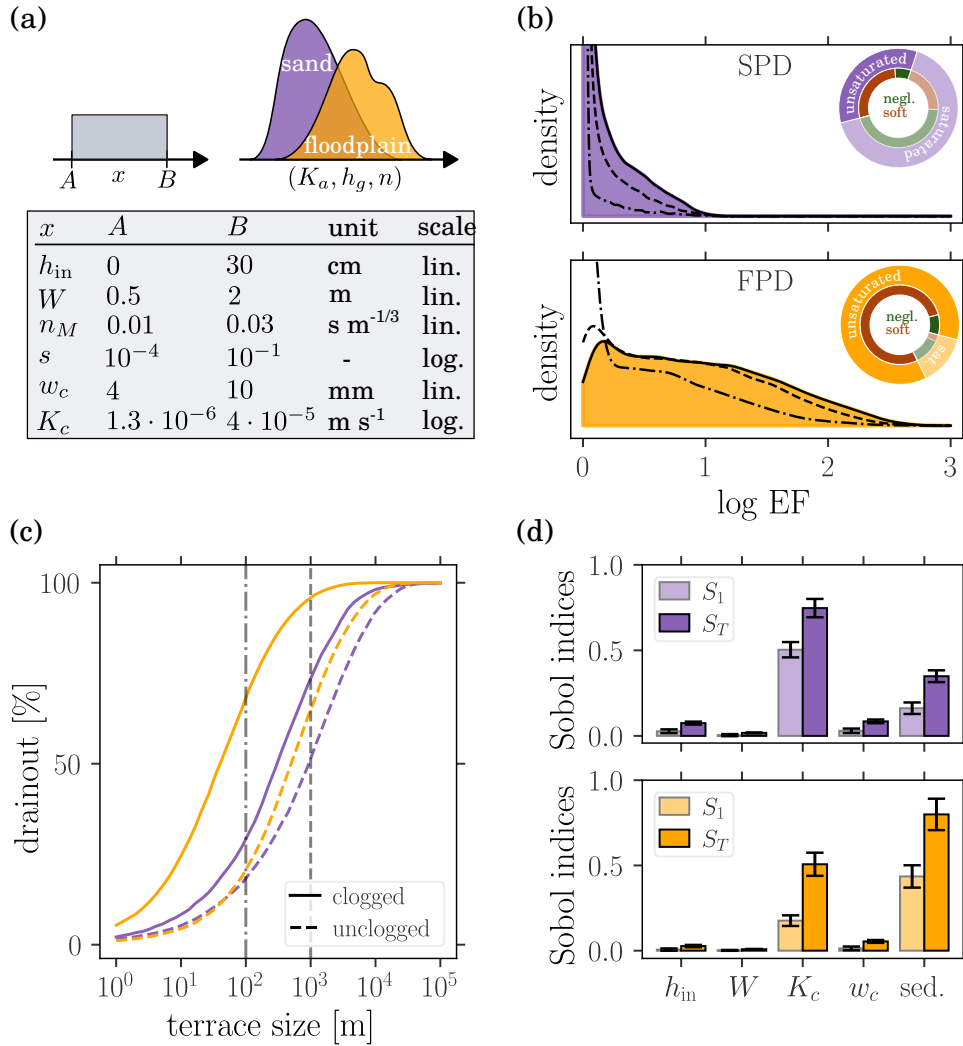 (a)
sand
floodplain
A x B
(K_a, h_g, n)
x A B unit scale
h_in 0 30 cm lin.
W 0.5 2 m lin.
n_M 0.01 0.03 s m^-1/3 lin.
s 10^-4 10^-1 - log.
w_c 4 10 mm lin.
K_c 1.3 · 10^-6 4 · 10^-5 m s^-1 log.
(b)
SPD
density
unsaturated
saturated
negl.
soft
FPD
density
unsaturated
sat.
negl.
soft
0 1 2 3
log EF
(c)
100
50
0
drainout [%]
clogged
unclogged
10^0 10^1 10^2 10^3 10^4 10^5
terrace size [m]
(d)
1.0
0.5
0.0
Sobol indices
S_1
S_T
1.0
0.5
0.0
Sobol indices
S_1
S_T
h_in W K_c w_c sed.